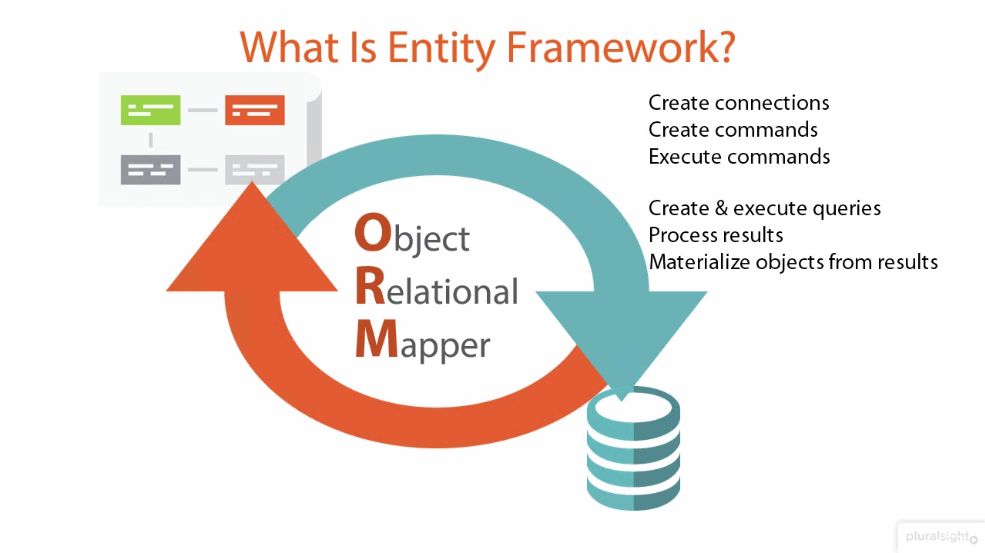 What Is Entity Framework?
Create connections
Create commands
Execute commands
Create & execute queries
Process results
Materialize objects from results
Object
Relational
Mapper
pluralsight